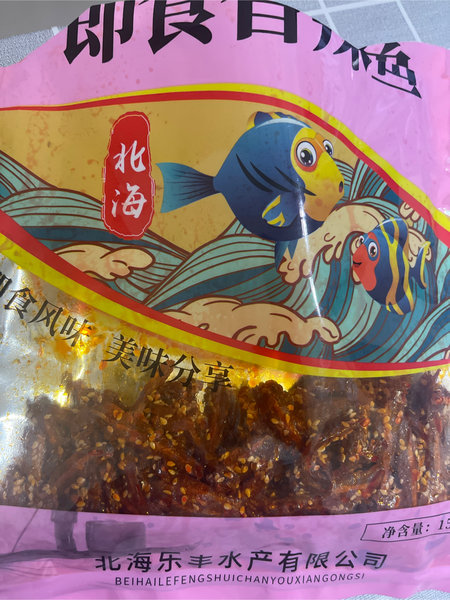 即食香
北海
即食风味 美味分享
净含量：15
北海乐丰水产有限公司
BEIHAILEFENGSHUICHANYOUXIANGONGSI